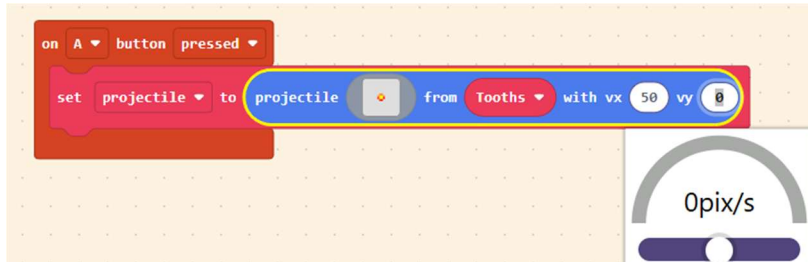 on A button pressed
set projectile to projectile from Tooths with vx 50 vy 0
0pix/s